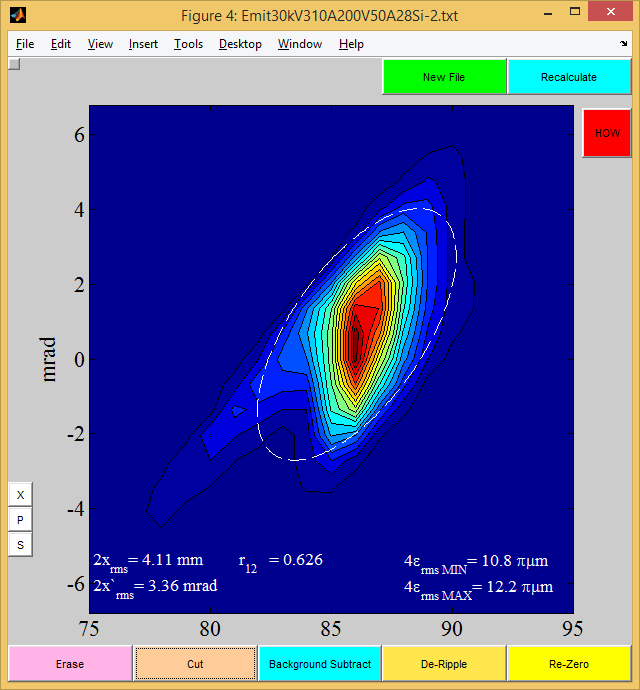 Figure 4: Emit30kV310A200V50A28Si-2.txt
File Edit View Insert Tools Desktop Window Help
New File Recalculate
HOW
6
4
2
0
-2
-4
-6
mrad
X
P
S
2xrms= 4.11 mm r12 = 0.626 4εrms MIN= 10.8 πμm
2x`rms= 3.36 mrad 4εrms MAX= 12.2 πμm
75 80 85 90 95
Erase Cut Background Subtract De-Ripple Re-Zero